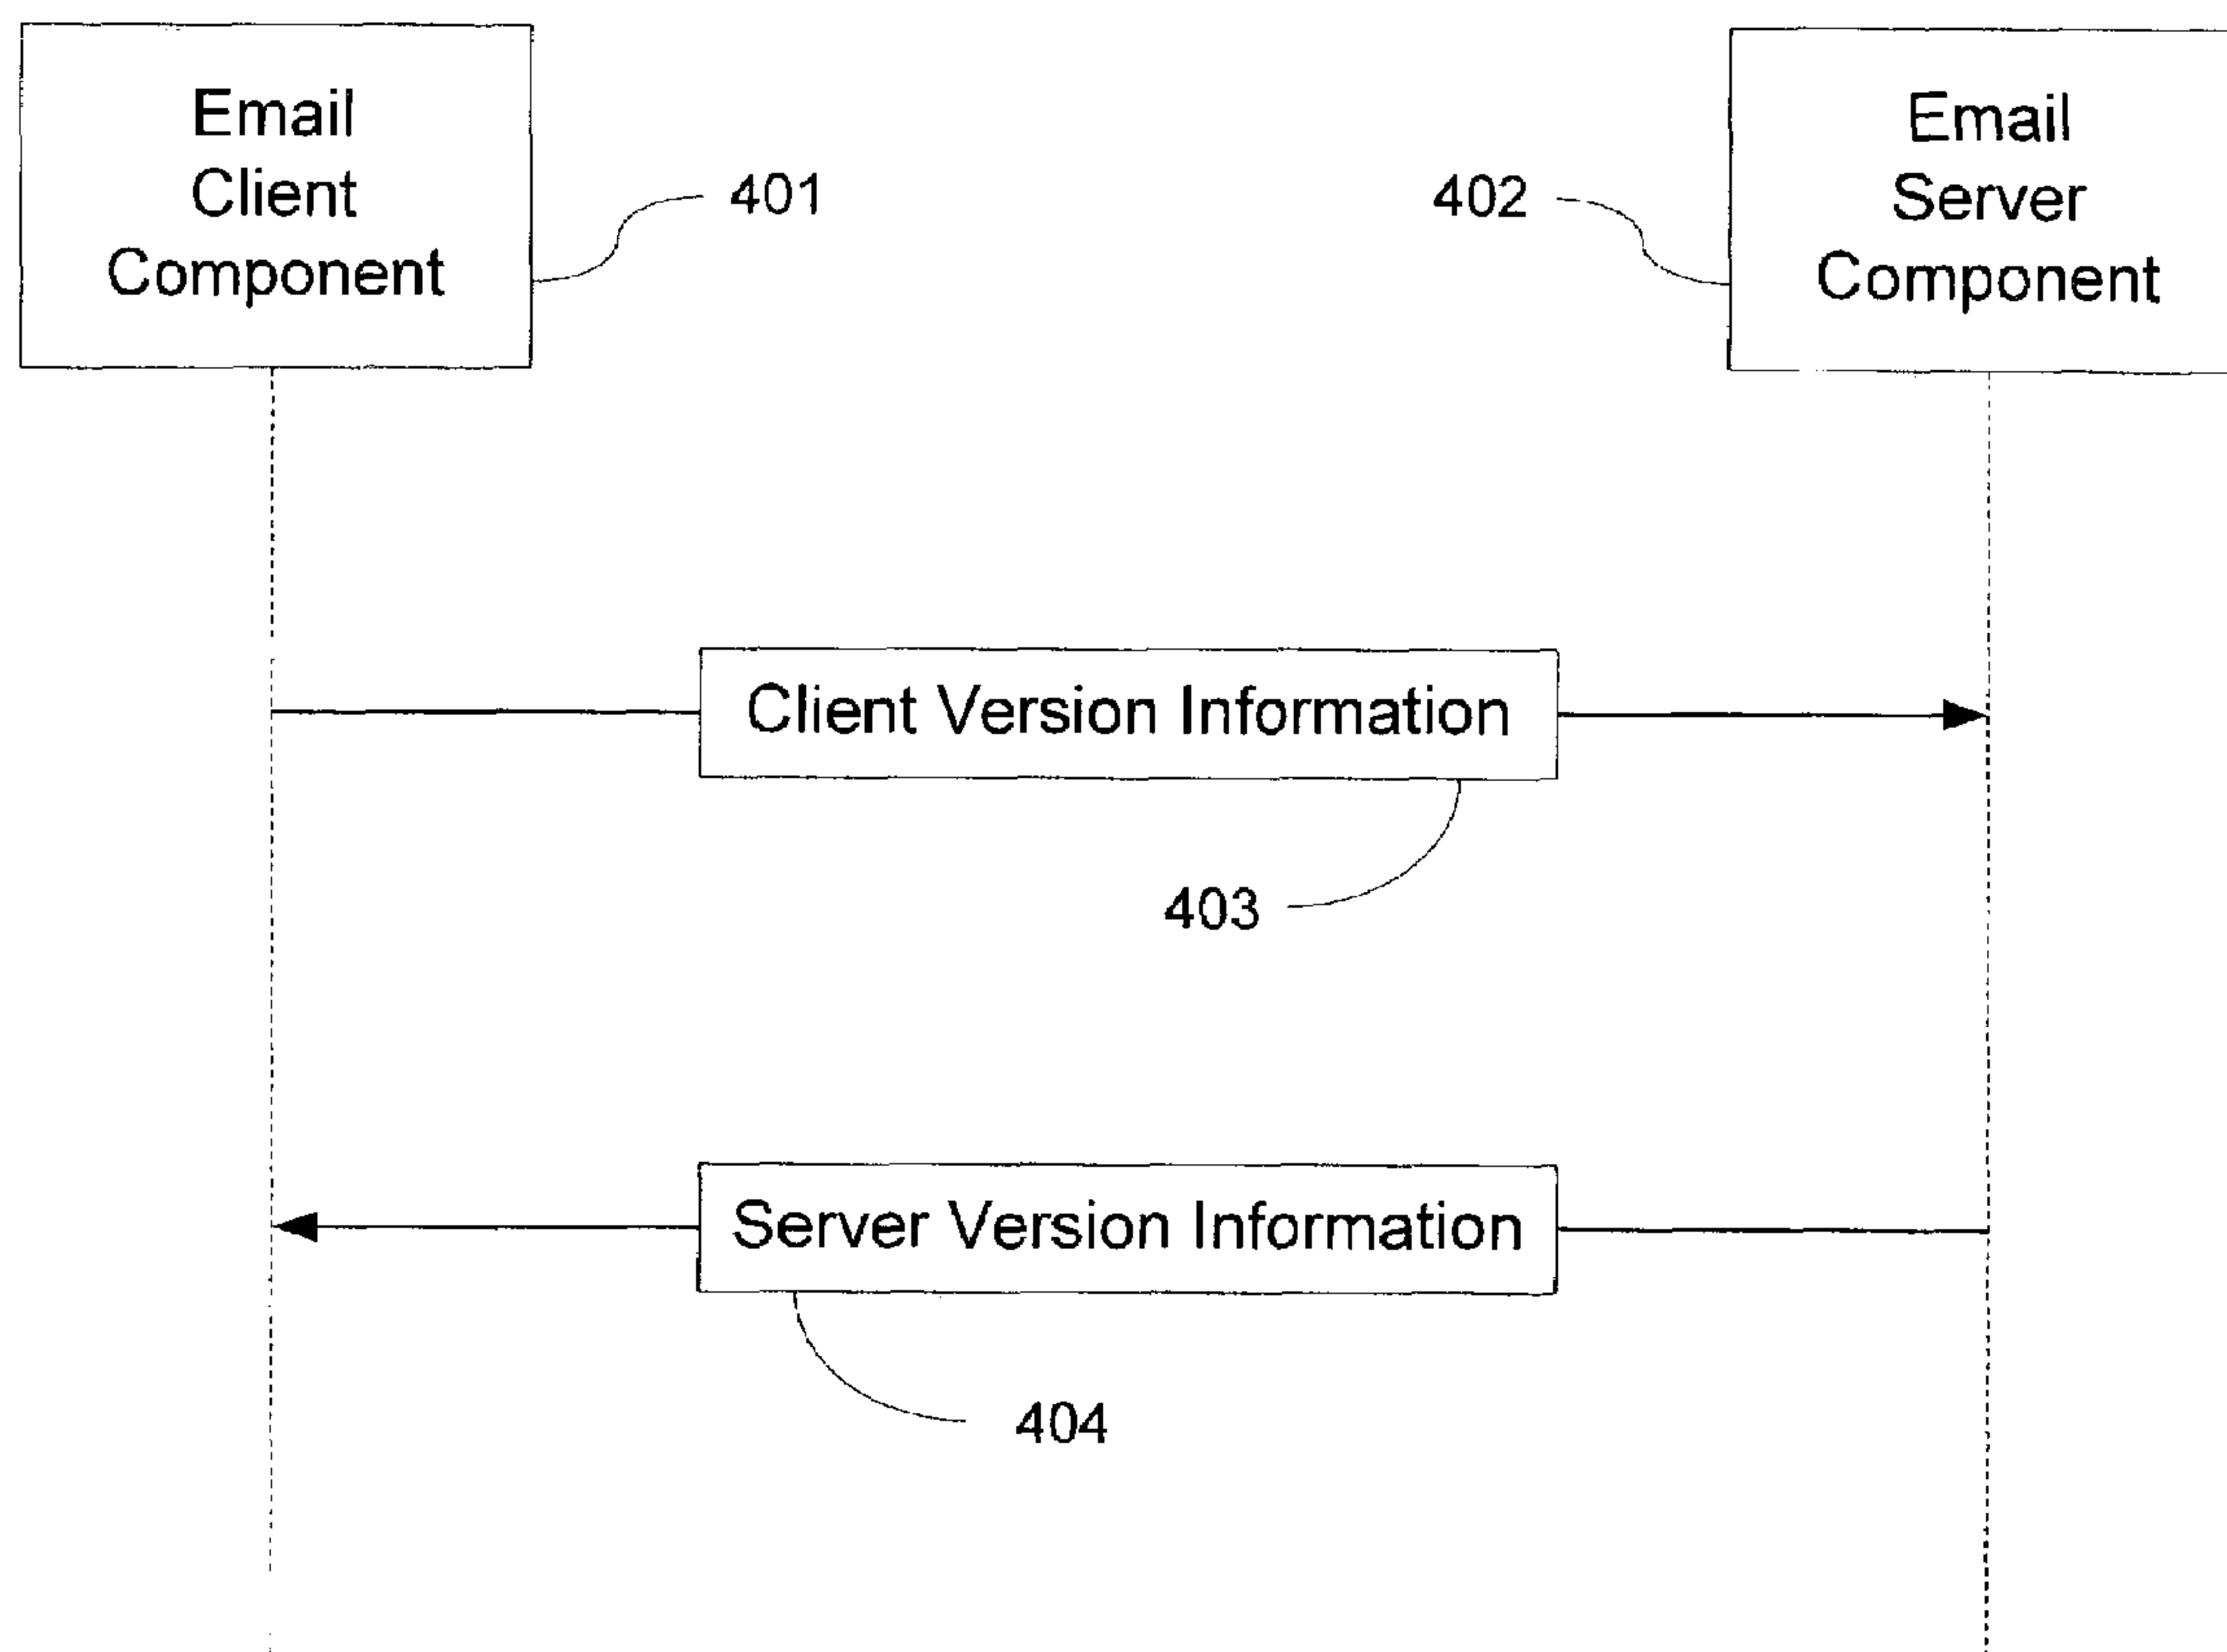 Email
Client
Component
401
402
Email
Server
Component
Client Version Information
403
Server Version Information
404